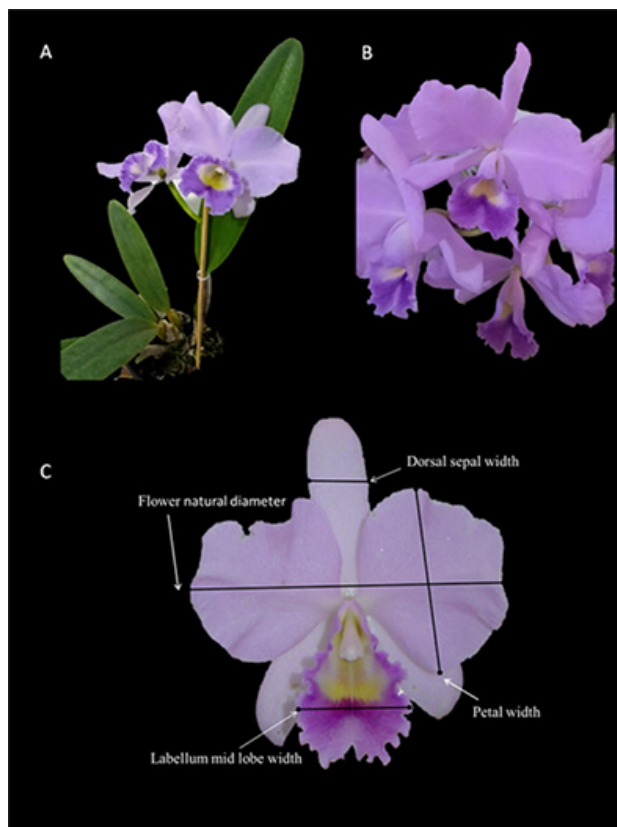 A
B
C
Dorsal sepal width
Flower natural diameter
Petal width
Labellum mid lobe width